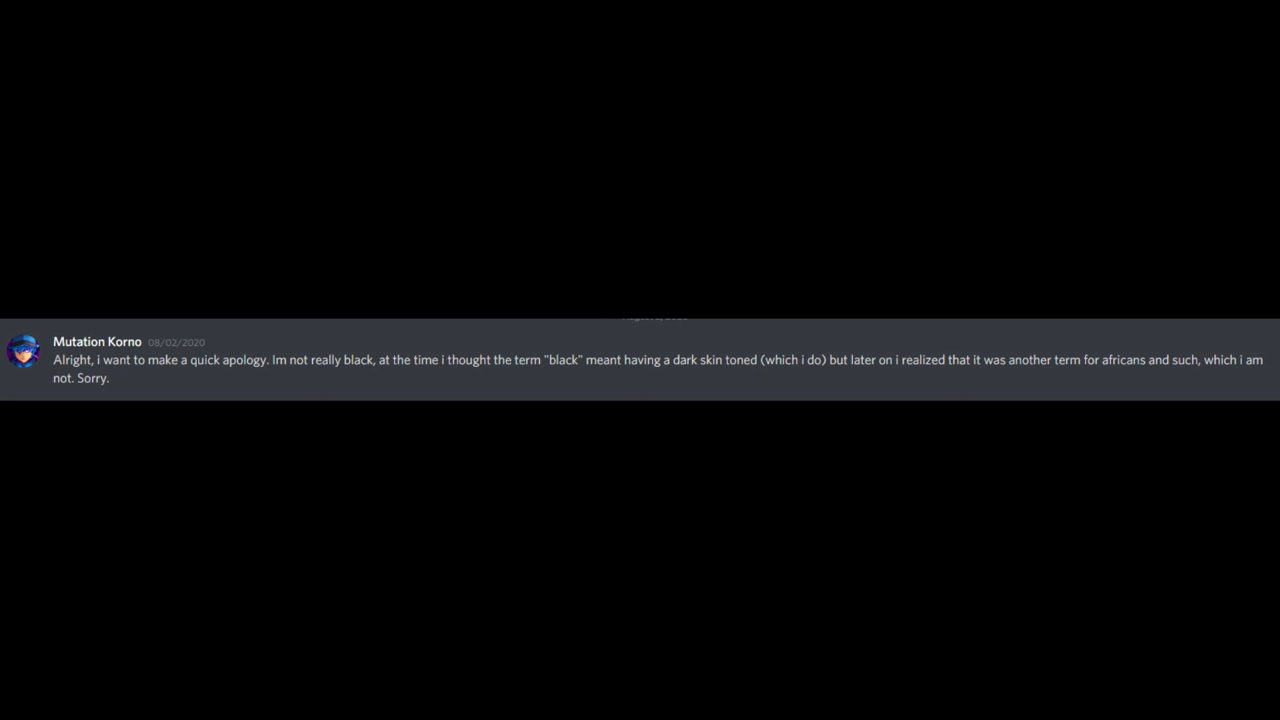 Mutation Korno 08/02/2020
Alright, i want to make a quick apology. Im not really black, at the time i thought the term "black" meant having a dark skin toned (which i do) but later on i realized that it was another term for africans and such, which i am
not. Sorry.